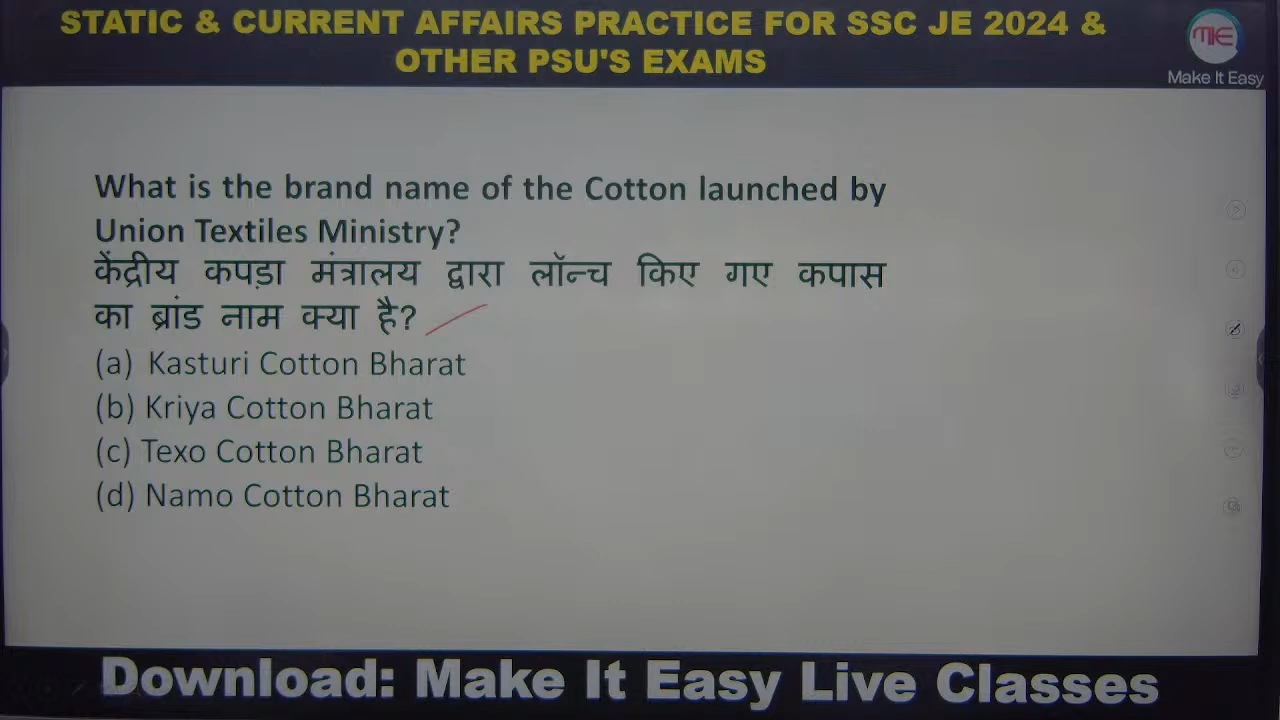 STATIC & CURRENT AFFAIRS PRACTICE FOR SSC JE 2024 &
OTHER PSU'S EXAMS
MIE
Make It Easy
What is the brand name of the Cotton launched by
Union Textiles Ministry?
केंद्रीय कपड़ा मंत्रालय द्वारा लॉन्च किए गए कपास
का ब्रांड नाम क्या है?
(a) Kasturi Cotton Bharat
(b) Kriya Cotton Bharat
(c) Texo Cotton Bharat
(d) Namo Cotton Bharat
Download: Make It Easy Live Classes